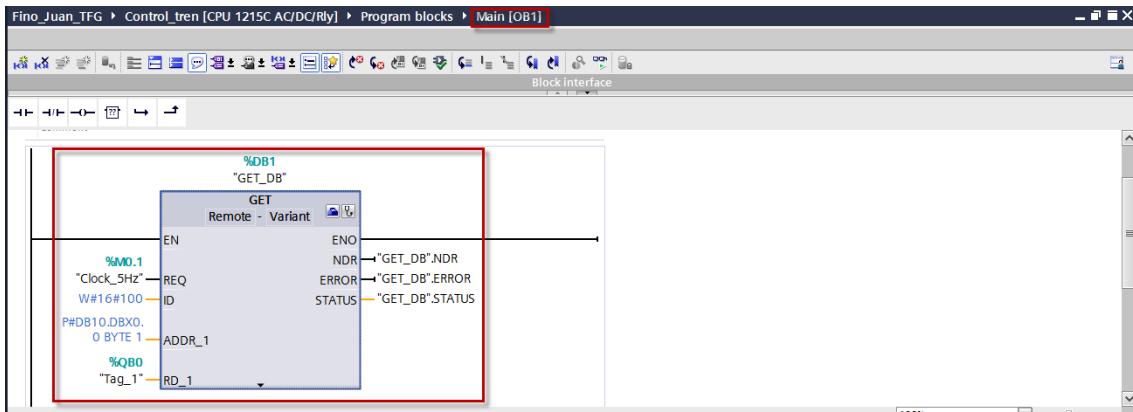 Fino_Juan_TFG ▸ Control_tren [CPU 1215C AC/DC/Rly] ▸ Program blocks ▸ Main [OB1]
Block interface
%DB1
"GET_DB"
GET
Remote - Variant
EN
ENO
%M0.1
NDR
"GET_DB".NDR
"Clock_5Hz"
REQ
ERROR
"GET_DB".ERROR
W#16#100
ID
STATUS
"GET_DB".STATUS
P#DB10.DBX0.
0 BYTE 1
ADDR_1
%QB0
"Tag_1"
RD_1